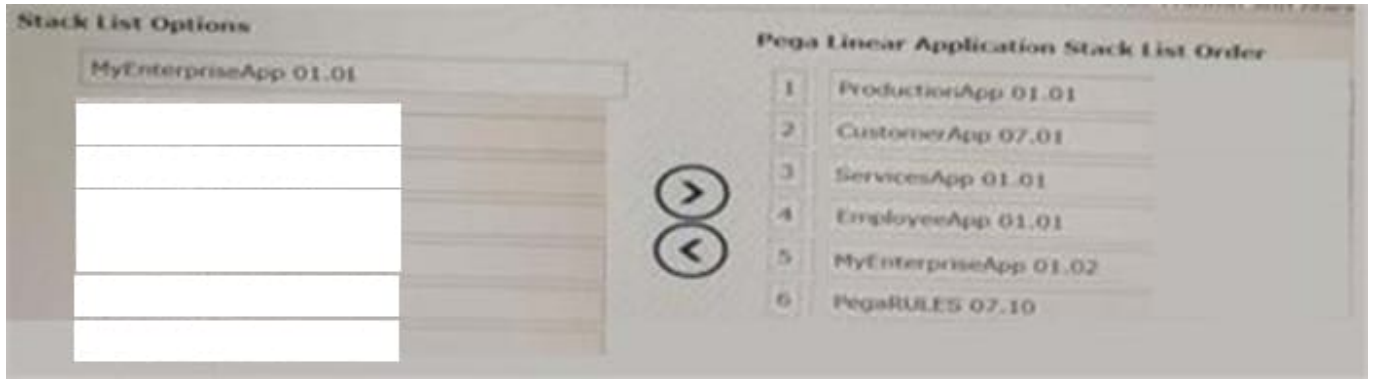 Stack List Options
MyEnterpriseApp 01.01
Pega Linear Application Stack List Order
1 ProductionApp 01.01
2 CustomerApp 07.01
3 ServicesApp 01.01
4 EmployeeApp 01.01
5 MyEnterpriseApp 01.02
6 PegaRULES 07.10